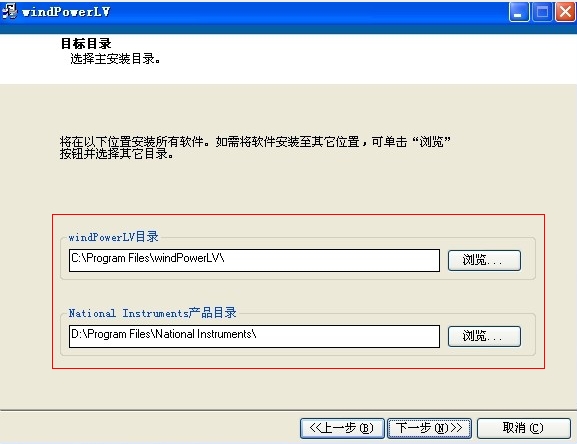 windPowerLV
目标目录
选择主安装目录。
将在以下位置安装所有软件。如需将软件安装至其它位置，可单击“浏览”
按钮并选择其它目录。
windPowerLV目录
C:\Program Files\windPowerLV\
浏览...
National Instruments产品目录
D:\Program Files\National Instruments\
浏览...
<<上一步(B)
下一步(N)>>
取消(C)